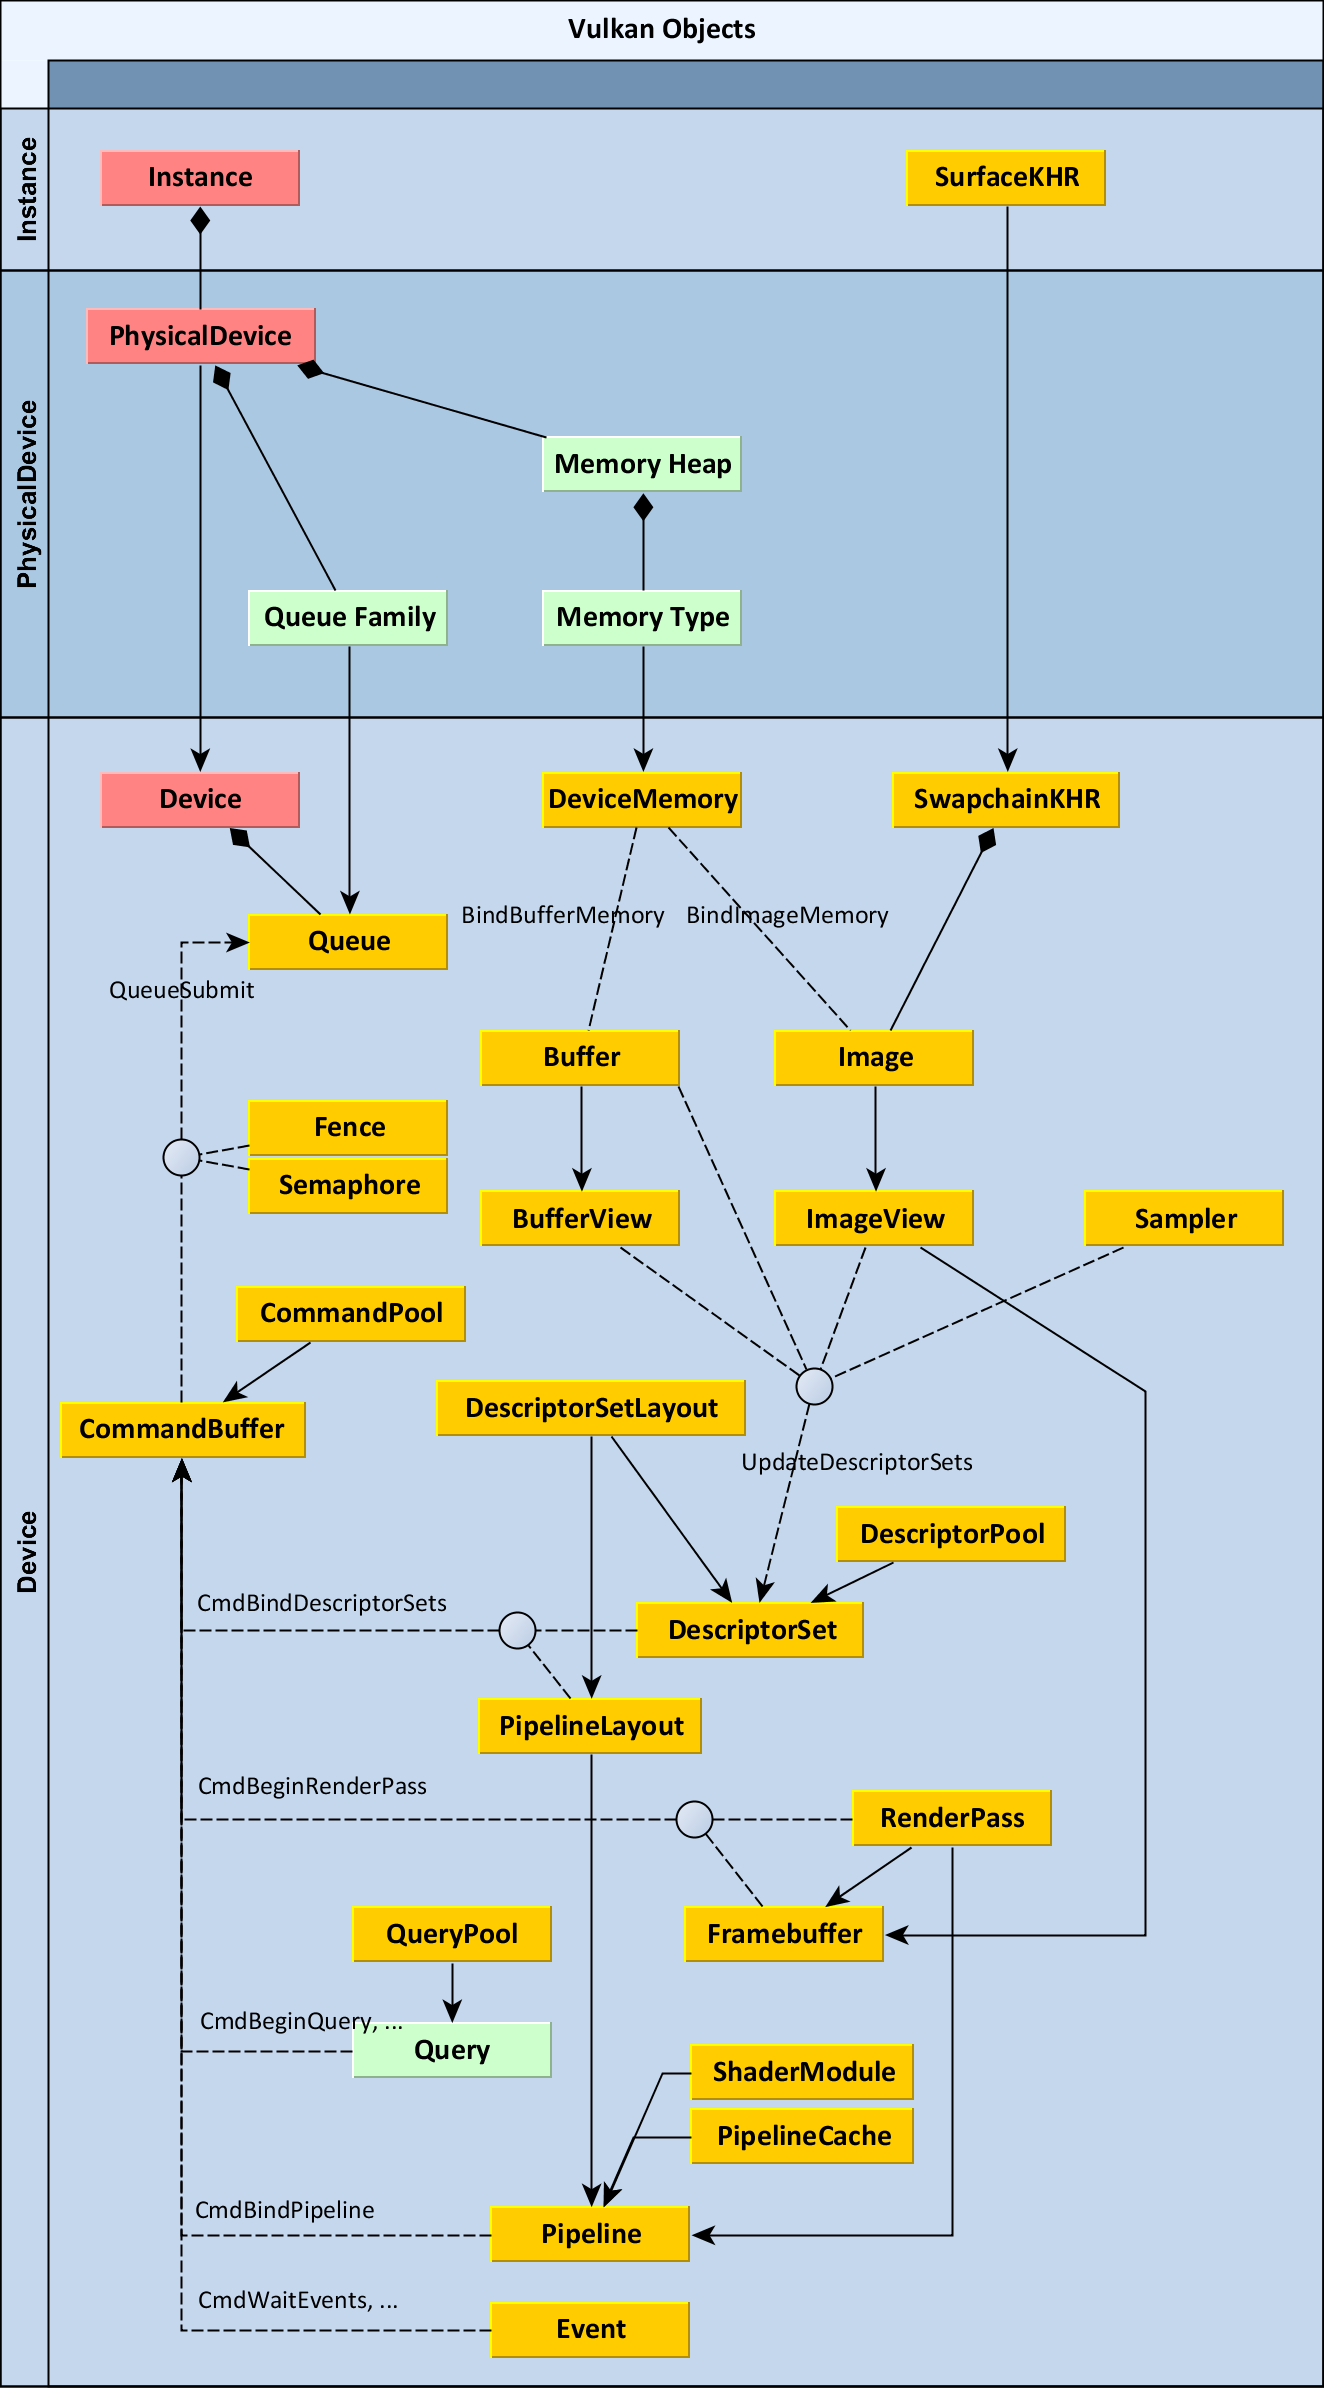 Vulkan Objects
Instance
Instance
SurfaceKHR
PhysicalDevice
PhysicalDevice
Memory Heap
Queue Family
Memory Type
Device
Device
DeviceMemory
SwapchainKHR
BindBufferMemory
BindImageMemory
Queue
QueueSubmit
Buffer
Image
Fence
Semaphore
BufferView
ImageView
Sampler
CommandPool
DescriptorSetLayout
CommandBuffer
UpdateDescriptorSets
DescriptorPool
CmdBindDescriptorSets
DescriptorSet
PipelineLayout
CmdBeginRenderPass
RenderPass
QueryPool
Framebuffer
CmdBeginQuery, ...
Query
ShaderModule
PipelineCache
CmdBindPipeline
Pipeline
CmdWaitEvents, ...
Event